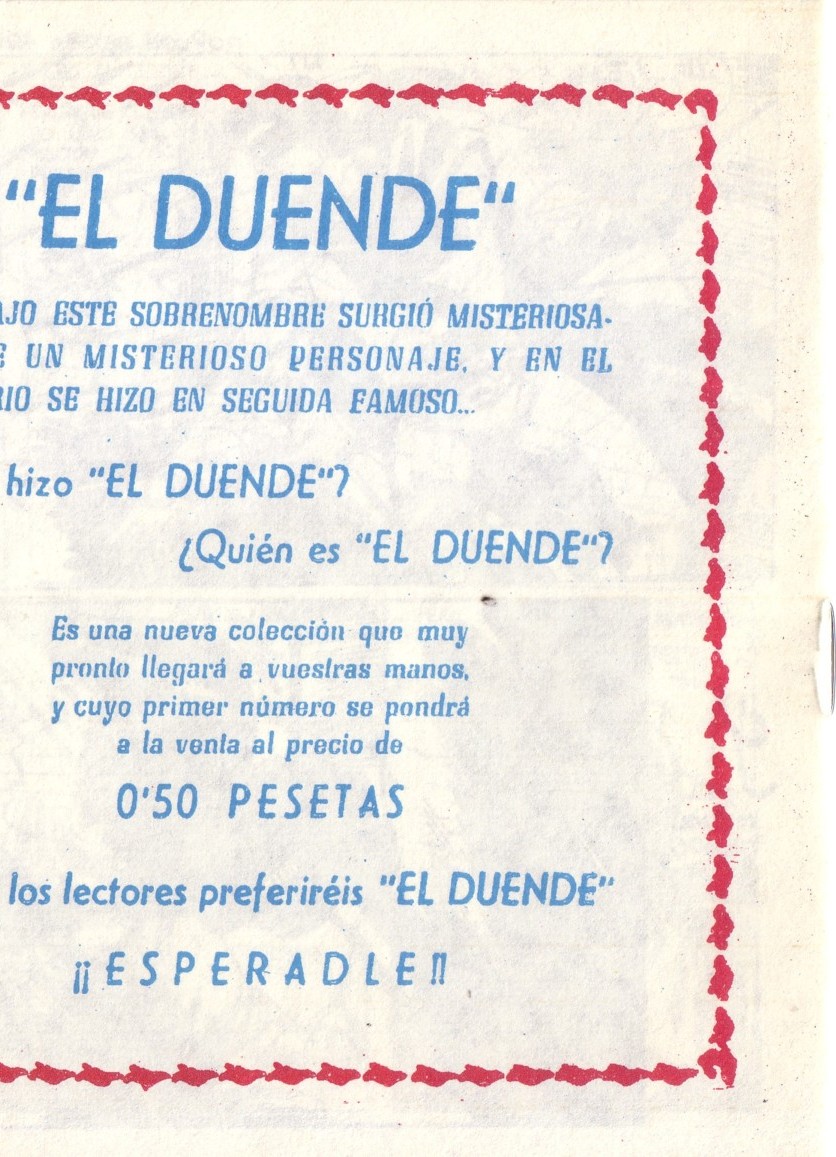 "EL DUENDE"
AJO ESTE SOBRENOMBRE SURGIÓ MISTERIOSA-
E UN MISTERIOSO PERSONAJE, Y EN EL
RIO SE HIZO EN SEGUIDA FAMOSO...
hizo "EL DUENDE"?
¿Quién es "EL DUENDE"?
Es una nueva colección que muy
pronto llegará a vuestras manos,
y cuyo primer número se pondrá
a la venta al precio de
0'50 PESETAS
los lectores preferiréis "EL DUENDE"
¡¡ESPERADLE!!